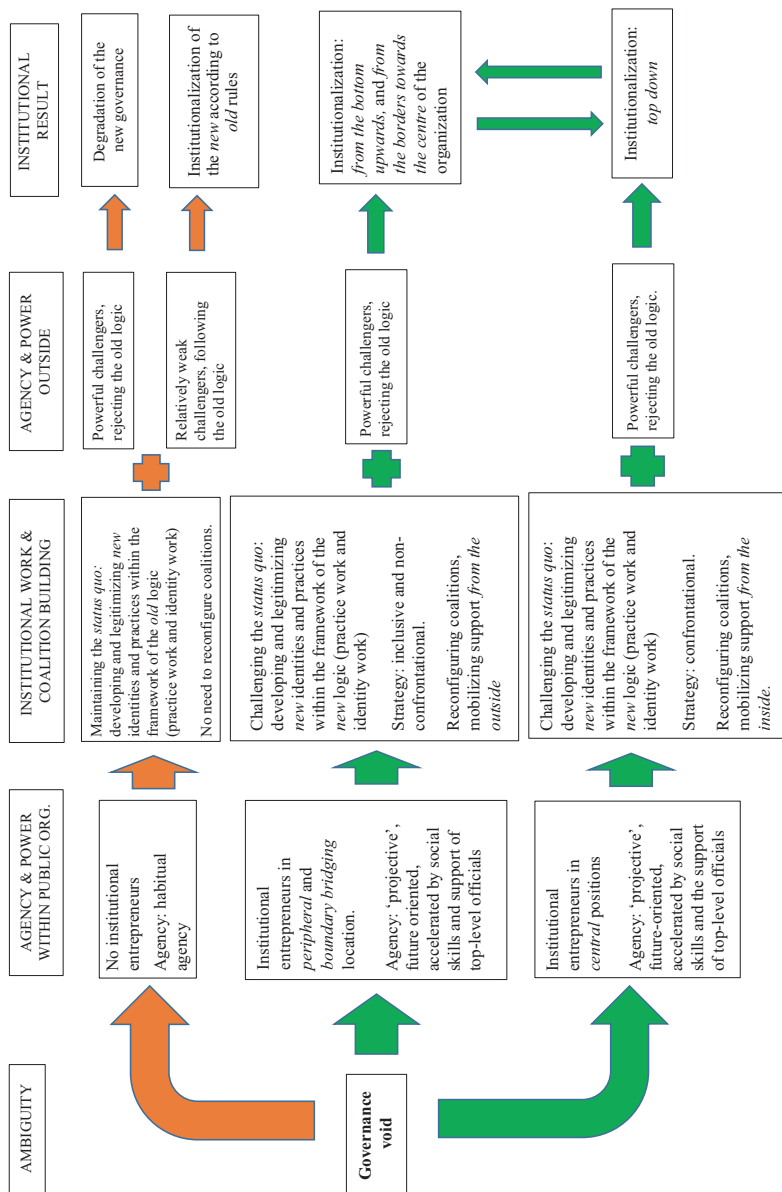 AMBIGUITY
AGENCY & POWER
WITHIN PUBLIC ORG.
INSTITUTIONAL WORK &
COALITION BUILDING
AGENCY & POWER
OUTSIDE
INSTITUTIONAL
RESULT
Governance
void
No institutional
entrepreneurs
Agency: habitual
agency
Maintaining the status quo:
developing and legitimizing new
identities and practices within the
framework of the old logic
(practice work and identity work)
No need to reconfigure coalitions.
Powerful challengers,
rejecting the old logic
Degradation of the
new governance
Relatively weak
challengers, following
the old logic
Institutionalization of
the new according to
old rules
Institutional
entrepreneurs in
peripheral and
boundary bridging
location.
Agency: ‘projective’,
future oriented,
accelerated by social
skills and support of
top-level officials
Challenging the status quo:
developing and legitimizing
new identities and practices
within the framework of the
new logic (practice work and
identity work)
Strategy: inclusive and non-
confrontational.
Reconfiguring coalitions,
mobilizing support from the
outside
Powerful challengers,
rejecting the old logic
Institutionalization:
from the bottom
upwards, and from
the borders towards
the centre of the
organization
Institutional
entrepreneurs in
central positions
Agency: ‘projective’,
future-oriented,
accelerated by social
skills and the support
of top-level officials
Challenging the status quo:
developing and legitimizing
new identities and practices
within the framework of the
new logic (practice work and
identity work)
Strategy: confrontational.
Reconfiguring coalitions,
mobilizing support from the
inside.
Powerful challengers,
rejecting the old logic.
Institutionalization:
top down